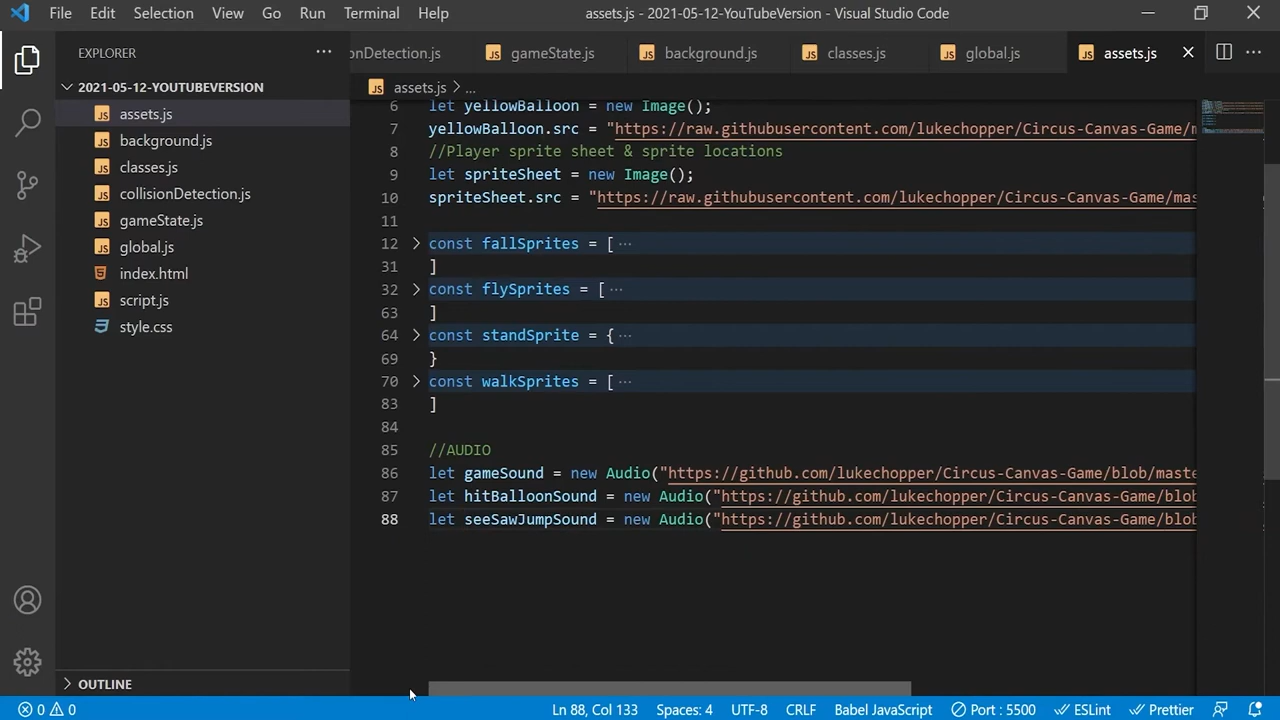 File Edit Selection View Go Run Terminal Help assets.js - 2021-05-12-YouTubeVersion - Visual Studio Code
EXPLORER ···
onDetection.js gameState.js background.js classes.js global.js assets.js
2021-05-12-YOUTUBEVERSION
assets.js > ...
assets.js
background.js
classes.js
collisionDetection.js
gameState.js
global.js
index.html
script.js
style.css
OUTLINE
6 let yellowBalloon = new Image();
7 yellowBalloon.src = "https://raw.githubusercontent.com/lukechopper/Circus-Canvas-Game/m
8 //Player sprite sheet & sprite locations
9 let spriteSheet = new Image();
10 spriteSheet.src = "https://raw.githubusercontent.com/lukechopper/Circus-Canvas-Game/mas
11
12 const fallSprites = [ ···
31 ]
32 const flySprites = [ ···
63 ]
64 const standSprite = { ···
69 }
70 const walkSprites = [ ···
83 ]
84
85 //AUDIO
86 let gameSound = new Audio("https://github.com/lukechopper/Circus-Canvas-Game/blob/maste
87 let hitBalloonSound = new Audio("https://github.com/lukechopper/Circus-Canvas-Game/blob
88 let seeSawJumpSound = new Audio("https://github.com/lukechopper/Circus-Canvas-Game/blob
0 0 Ln 88, Col 133 Spaces: 4 UTF-8 CRLF Babel JavaScript Port : 5500 ESLint Prettier